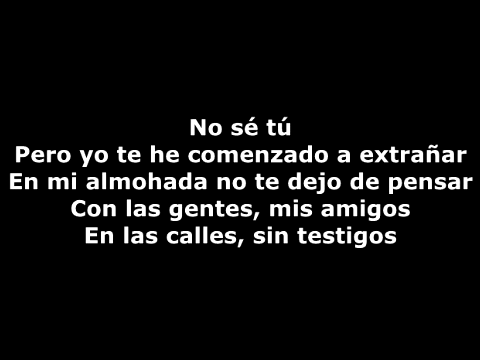 No sé tú
Pero yo te he comenzado a extrañar
En mi almohada no te dejo de pensar
Con las gentes, mis amigos
En las calles, sin testigos